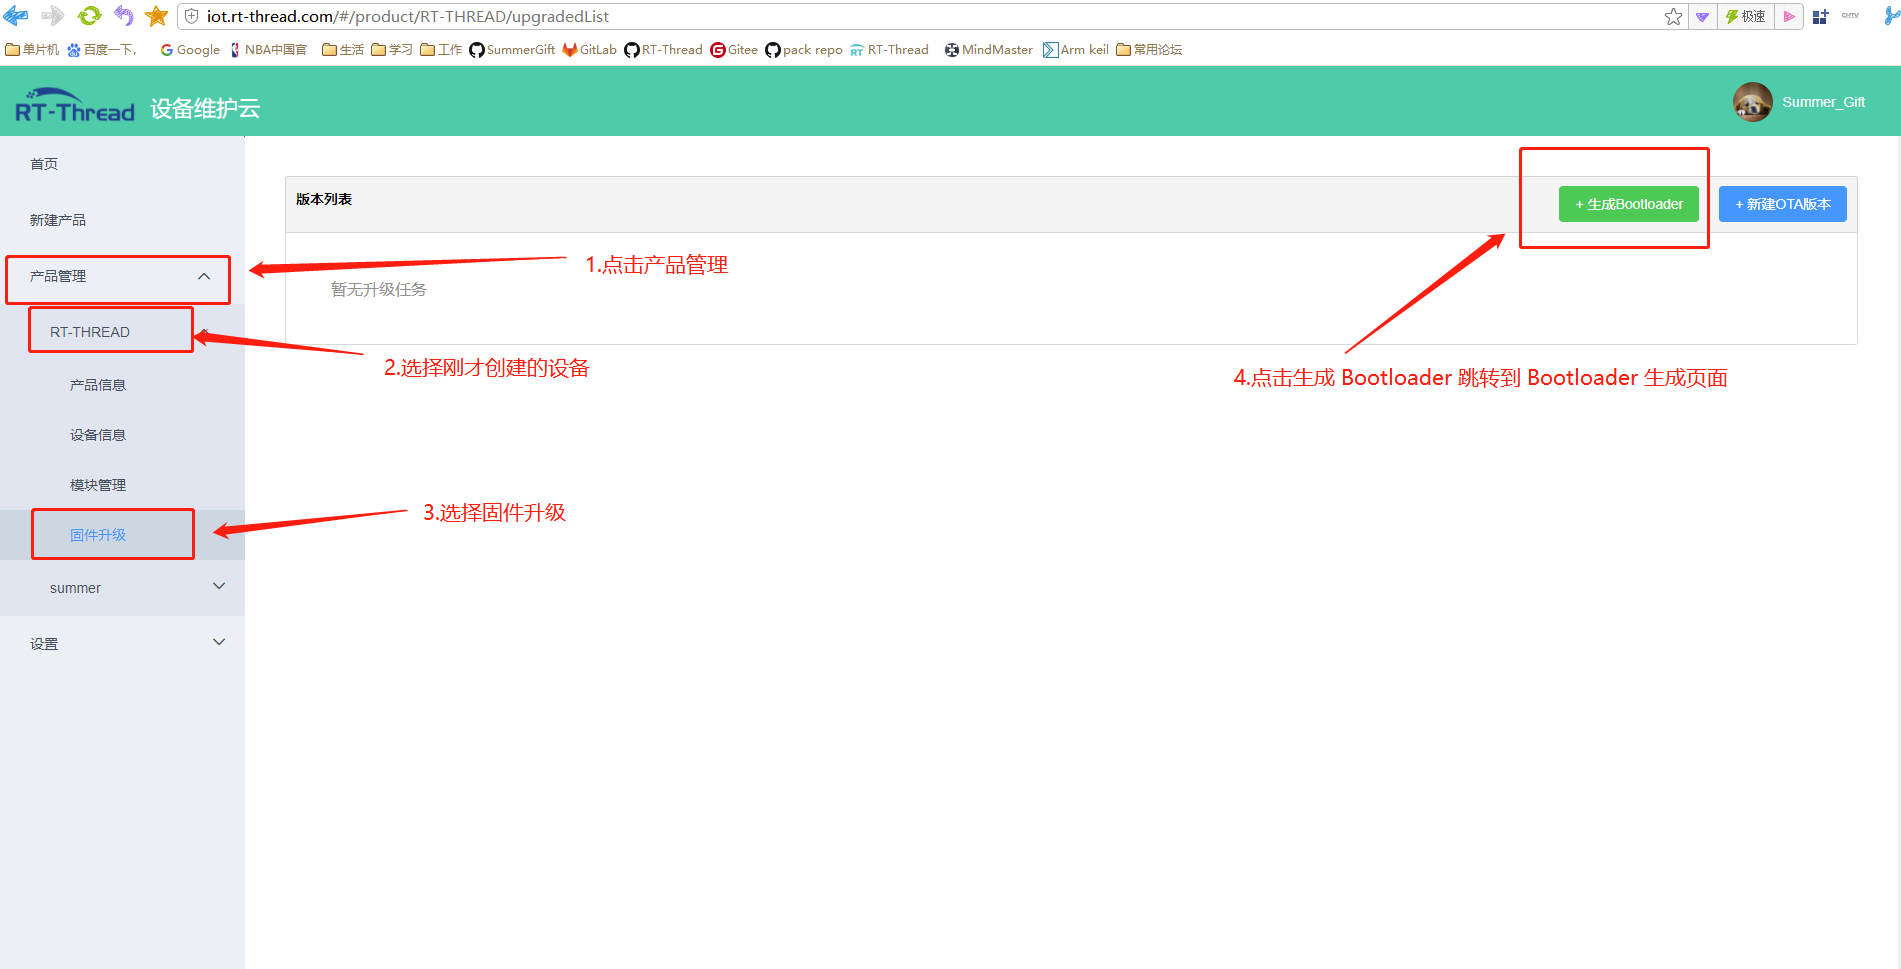 iot.rt-thread.com/#/product/RT-THREAD/upgradedList
极速
单片机 百度一下， Google NBA中国官 生活 学习 工作 SummerGift GitLab RT-Thread Gitee pack repo RT-Thread MindMaster Arm keil 常用论坛
RT-Thread 设备维护云
Summer_Gift
首页
新建产品
产品管理
RT-THREAD
产品信息
设备信息
模块管理
固件升级
summer
设置
版本列表
+ 生成Bootloader
+ 新建OTA版本
暂无升级任务
1.点击产品管理
2.选择刚才创建的设备
3.选择固件升级
4.点击生成 Bootloader 跳转到 Bootloader 生成页面